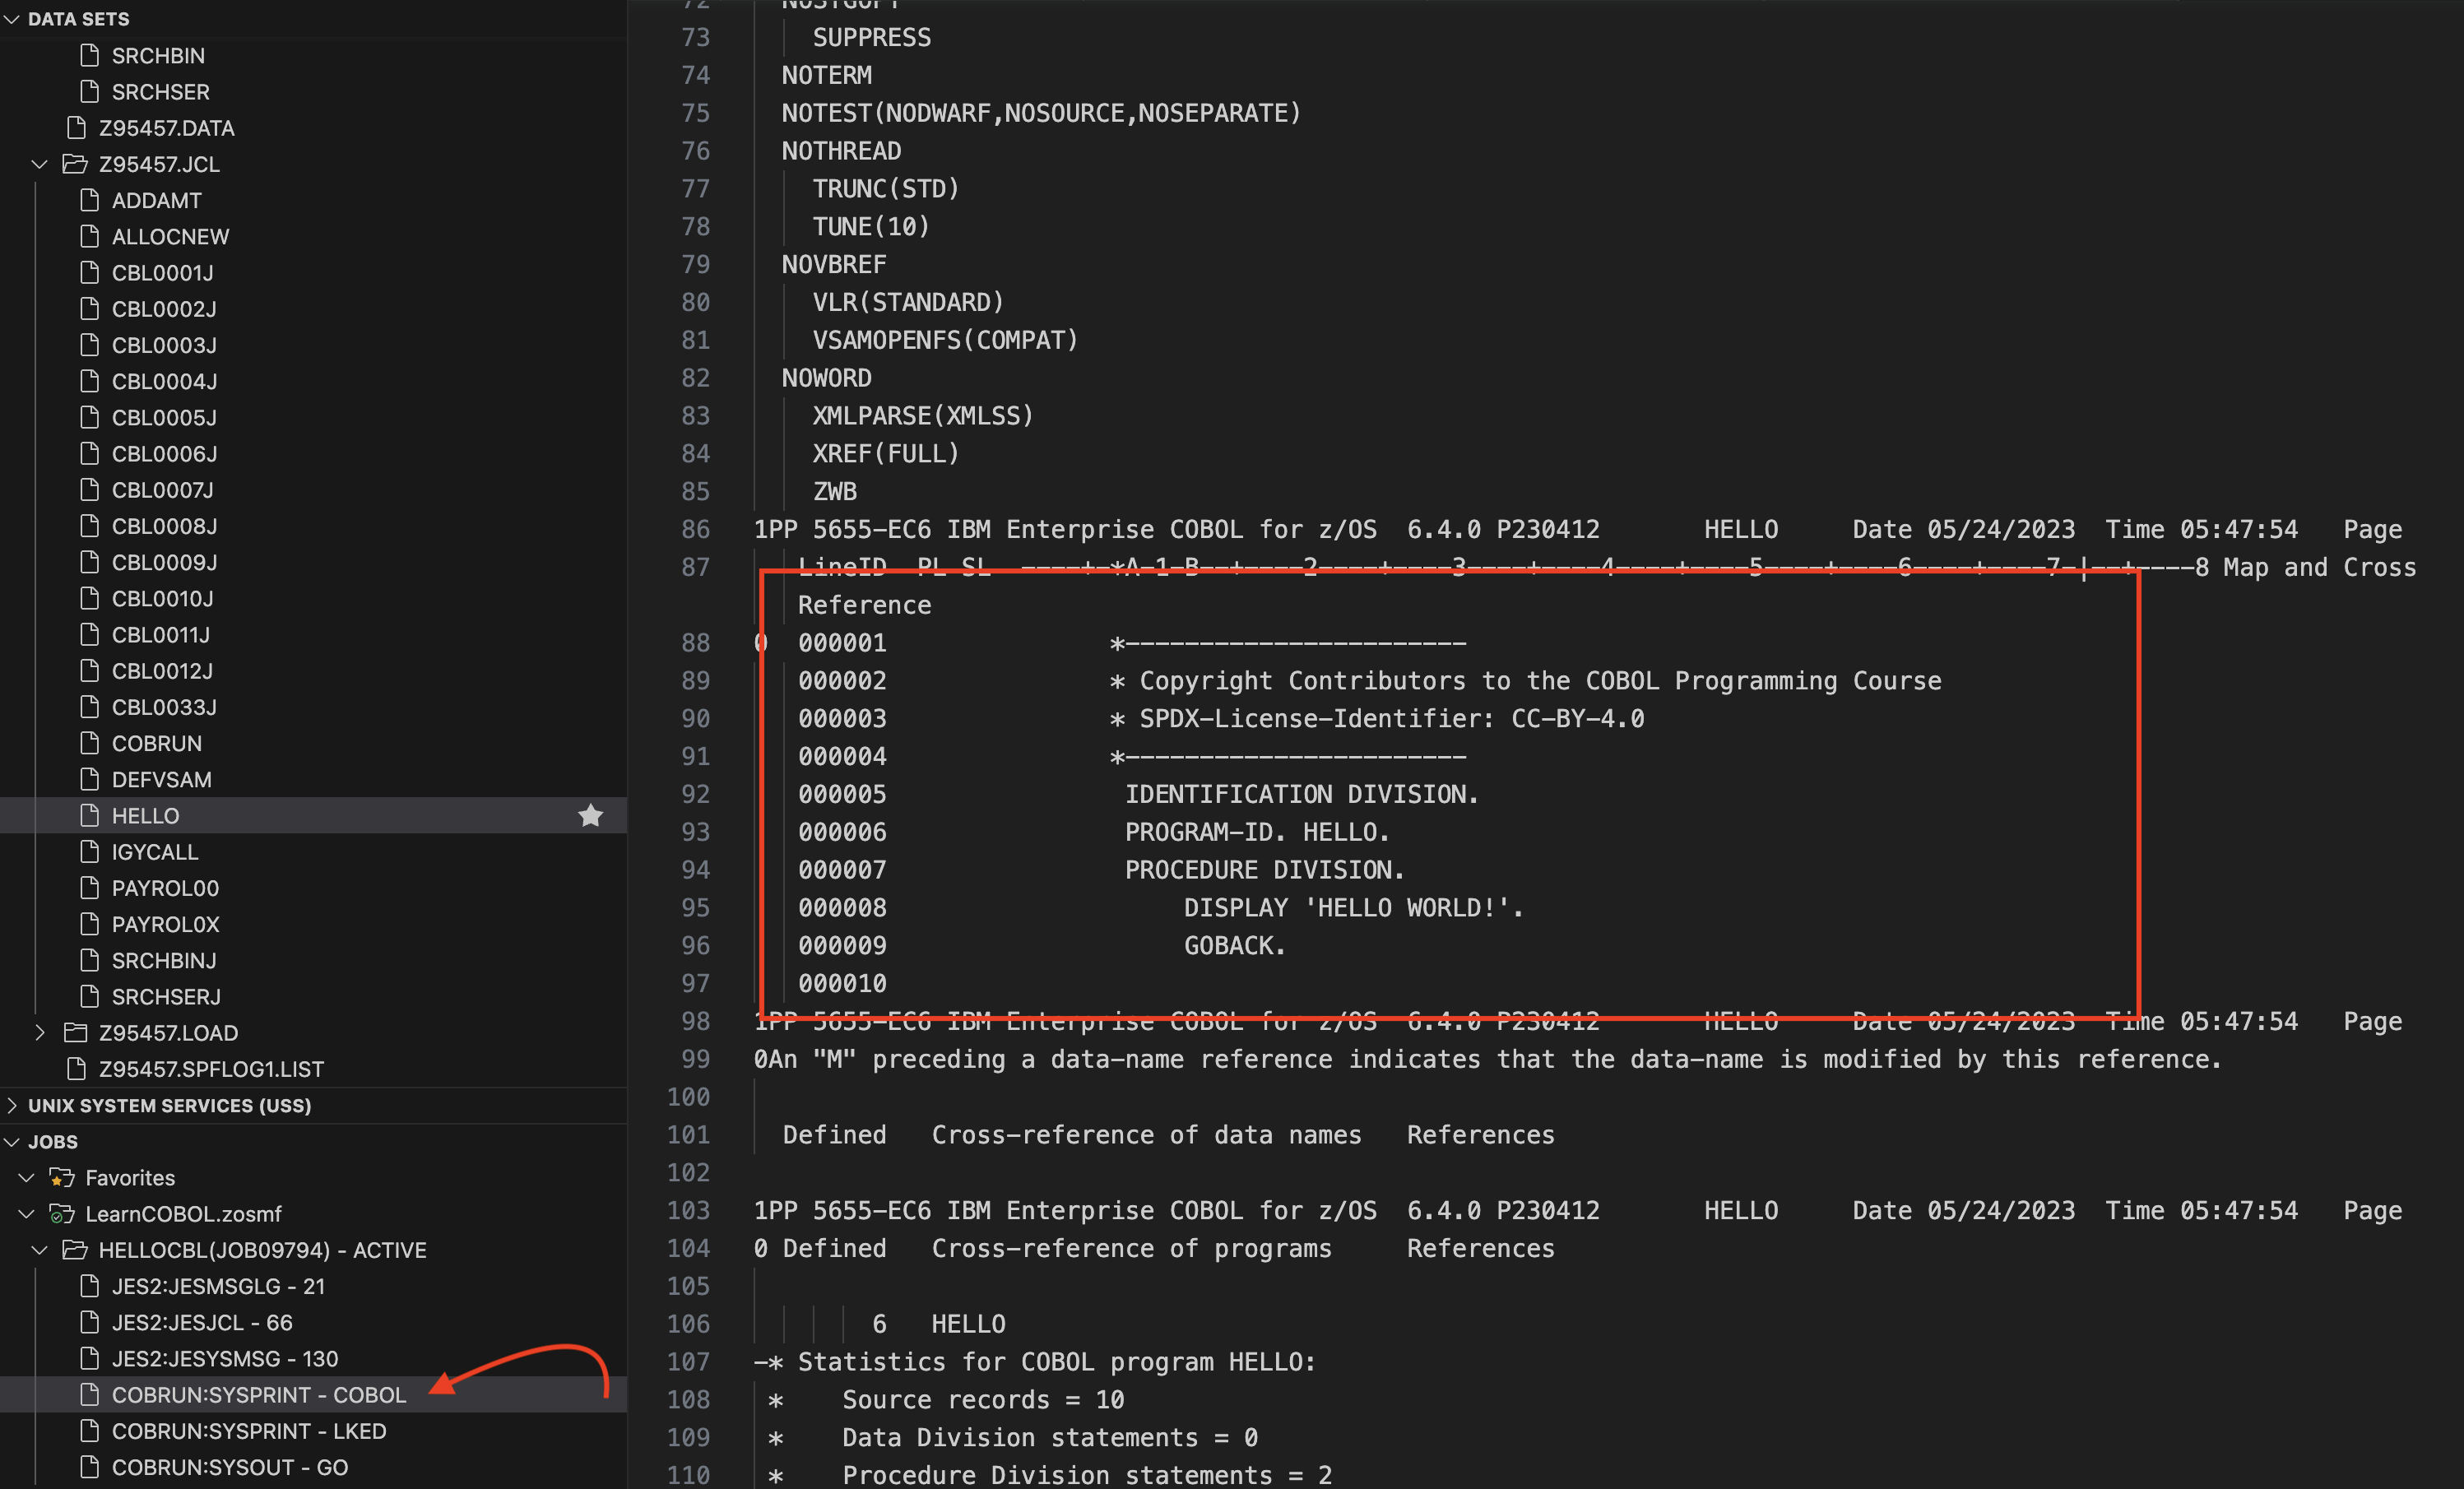 DATA SETS
SRCHBIN
SRCHSER
Z95457.DATA
Z95457.JCL
ADDAMT
ALLOCNEW
CBL0001J
CBL0002J
CBL0003J
CBL0004J
CBL0005J
CBL0006J
CBL0007J
CBL0008J
CBL0009J
CBL0010J
CBL0011J
CBL0012J
CBL0033J
COBRUN
DEFVSAM
HELLO
IGYCALL
PAYROL00
PAYROL0X
SRCHBINJ
SRCHSERJ
Z95457.LOAD
Z95457.SPFLOG1.LIST
UNIX SYSTEM SERVICES (USS)
JOBS
Favorites
LearnCOBOL.zosmf
HELLOCBL(JOB09794) - ACTIVE
JES2:JESMSGLG - 21
JES2:JESJCL - 66
JES2:JESYSMSG - 130
COBRUN:SYSPRINT - COBOL
COBRUN:SYSPRINT - LKED
COBRUN:SYSOUT - GO
72 NOSTGOPT
73 SUPPRESS
74 NOTERM
75 NOTEST(NODWARF,NOSOURCE,NOSEPARATE)
76 NOTHREAD
77 TRUNC(STD)
78 TUNE(10)
79 NOVBREF
80 VLR(STANDARD)
81 VSAMOPENFS(COMPAT)
82 NOWORD
83 XMLPARSE(XMLSS)
84 XREF(FULL)
85 ZWB
86 1PP 5655-EC6 IBM Enterprise COBOL for z/OS  6.4.0 P230412       HELLO     Date 05/24/2023  Time 05:47:54   Page
87 LineID  PL SL  ----+-*A-1-B--+----2----+----3----+----4----+----5----+----6----+----7-|--+----8 Map and Cross
Reference
88 0  000001               *-----------------------
89 000002               * Copyright Contributors to the COBOL Programming Course
90 000003               * SPDX-License-Identifier: CC-BY-4.0
91 000004               *-----------------------
92 000005                IDENTIFICATION DIVISION.
93 000006                PROGRAM-ID. HELLO.
94 000007                PROCEDURE DIVISION.
95 000008                    DISPLAY 'HELLO WORLD!'.
96 000009                    GOBACK.
97 000010
98 1PP 5655-EC6 IBM Enterprise COBOL for z/OS  6.4.0 P230412       HELLO     Date 05/24/2023  Time 05:47:54   Page
99 0An "M" preceding a data-name reference indicates that the data-name is modified by this reference.
100
101 Defined   Cross-reference of data names   References
102
103 1PP 5655-EC6 IBM Enterprise COBOL for z/OS  6.4.0 P230412       HELLO     Date 05/24/2023  Time 05:47:54   Page
104 0 Defined   Cross-reference of programs     References
105
106 6   HELLO
107 -* Statistics for COBOL program HELLO:
108 *    Source records = 10
109 *    Data Division statements = 0
110 *    Procedure Division statements = 2